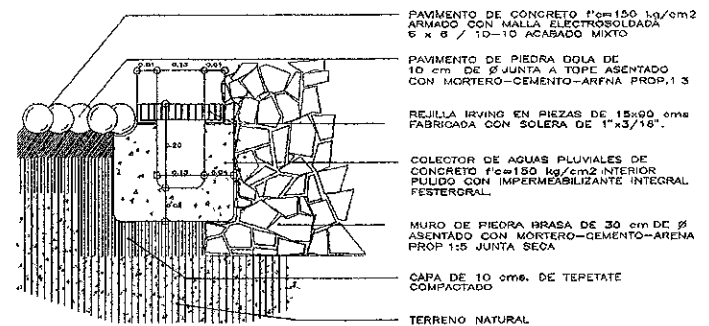 PAVIMENTO DE CONCRETO f'c=150 kg/cm2
ARMADO CON MALLA ELECTROSOLDADA
6 x 6 / 10-10 ACABADO MIXTO
PAVIMENTO DE PIEDRA BOLA DE
10 cm DE Ø JUNTA A TOPE ASENTADO
CON MORTERO-CEMENTO-ARENA PROP.1 3
REJILLA IRVING EN PIEZAS DE 15x90 cms
FABRICADA CON SOLERA DE 1"x3/16".
COLECTOR DE AGUAS PLUVIALES DE
CONCRETO f'c=150 kg/cm2 INTERIOR
PULIDO CON IMPERMEABILIZANTE INTEGRAL
FESTERGRAL.
MURO DE PIEDRA BRASA DE 30 cm DE Ø
ASENTADO CON MORTERO-CEMENTO-ARENA
PROP 1:5 JUNTA SECA
CAPA DE 10 cms. DE TEPETATE
COMPACTADO
TERRENO NATURAL
.20